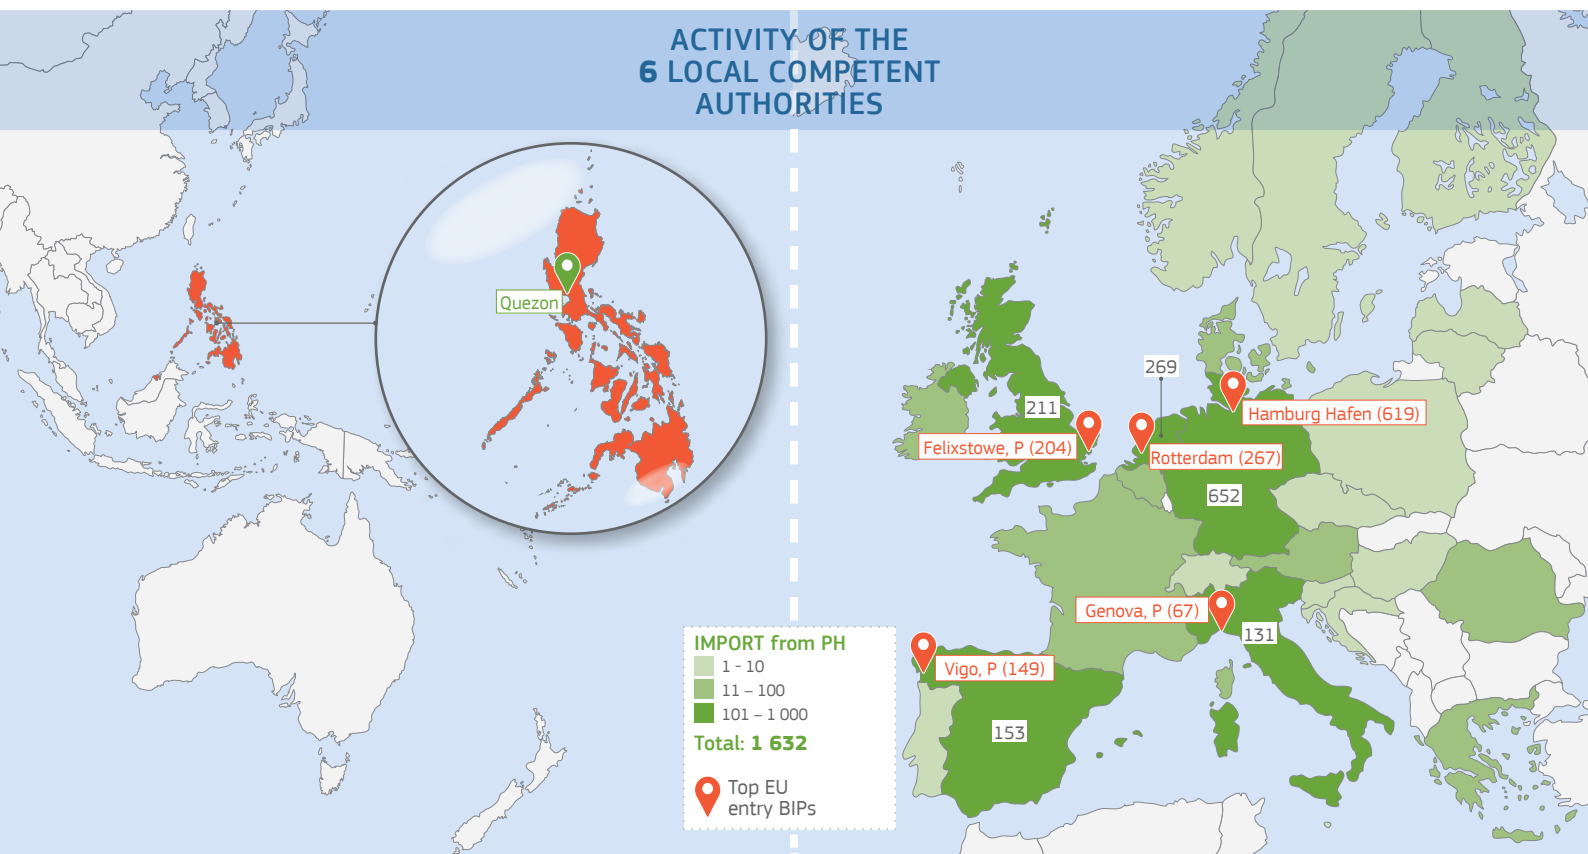 ACTIVITY OF THE
6 LOCAL COMPETENT
AUTHORITIES
Quezon
269
211
Hamburg Hafen (619)
Felixstowe, P (204)
Rotterdam (267)
652
Genova, P (67)
131
Vigo, P (149)
153
IMPORT from PH
1 - 10
11 – 100
101 – 1 000
Total: 1 632
Top EU
entry BIPs